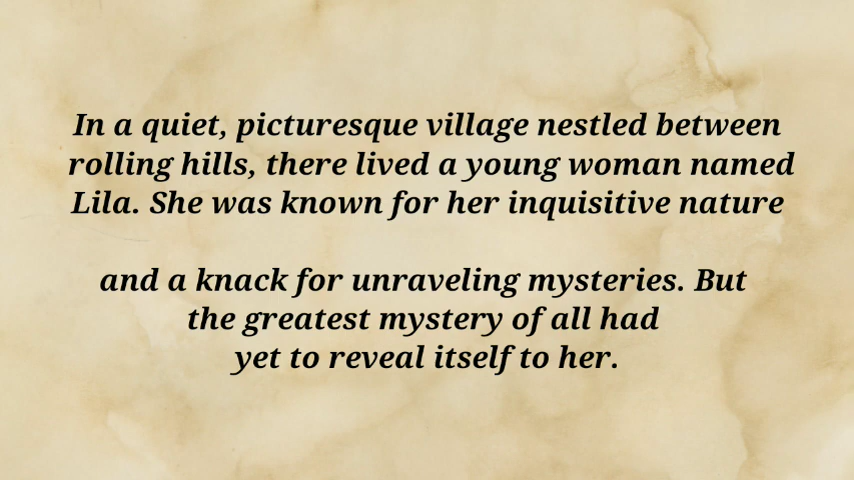 In a quiet, picturesque village nestled between
rolling hills, there lived a young woman named
Lila. She was known for her inquisitive nature
and a knack for unraveling mysteries. But
the greatest mystery of all had
yet to reveal itself to her.